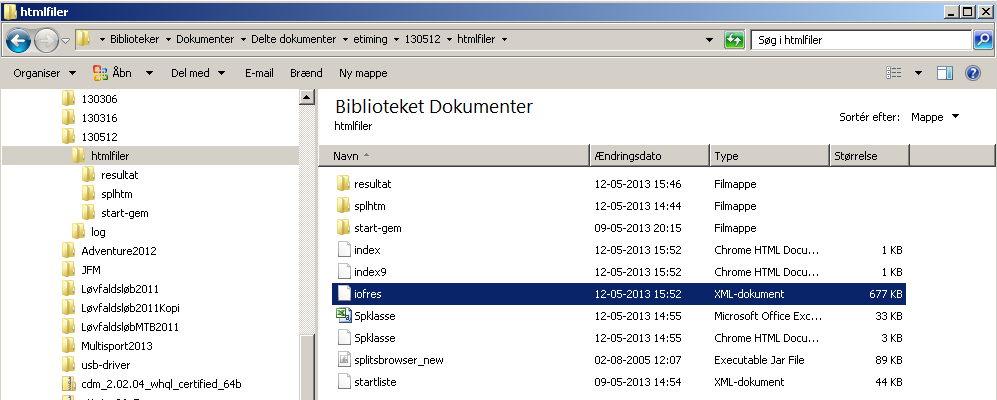 htmlfiler
Biblioteker Dokumenter Delte dokumenter etiming 130512 htmlfiler Søg i htmlfiler
Organiser Åbn Del med E-mail Brænd Ny mappe
130306
130316
130512
htmlfiler
resultat
splhtm
start-gem
log
Adventure2012
JFM
Løvfaldsløb2011
Løvfaldsløb2011Kopi
LøvfaldsløbMTB2011
Multisport2013
usb-driver
cdm_2.02.04_whql_certified_64b
Biblioteket Dokumenter
htmlfiler
Sortér efter: Mappe
Navn Ændringsdato Type Størrelse
resultat 12-05-2013 15:46 Filmappe
splhtm 12-05-2013 14:44 Filmappe
start-gem 09-05-2013 20:15 Filmappe
index 12-05-2013 15:52 Chrome HTML Docu... 1 KB
index9 12-05-2013 15:52 Chrome HTML Docu... 1 KB
iofres 12-05-2013 15:52 XML-dokument 677 KB
Spklasse 12-05-2013 14:55 Microsoft Office Exc... 33 KB
Spklasse 12-05-2013 14:55 Chrome HTML Docu... 3 KB
splitsbrowser_new 02-08-2005 12:07 Executable Jar File 89 KB
startliste 09-05-2013 14:54 XML-dokument 44 KB